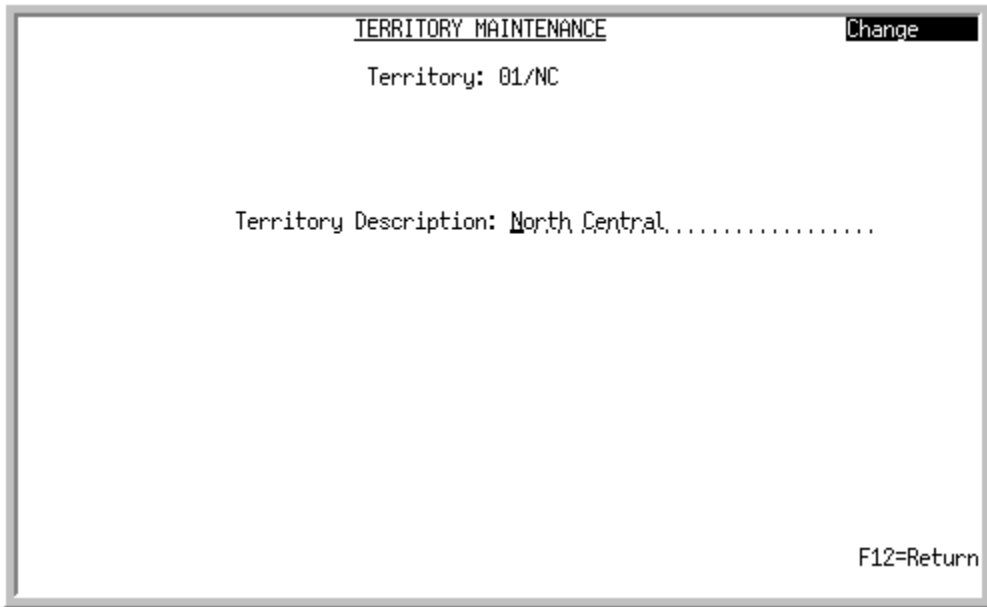 TERRITORY MAINTENANCE Change
Territory: 01/NC
Territory Description: North Central
F12=Return